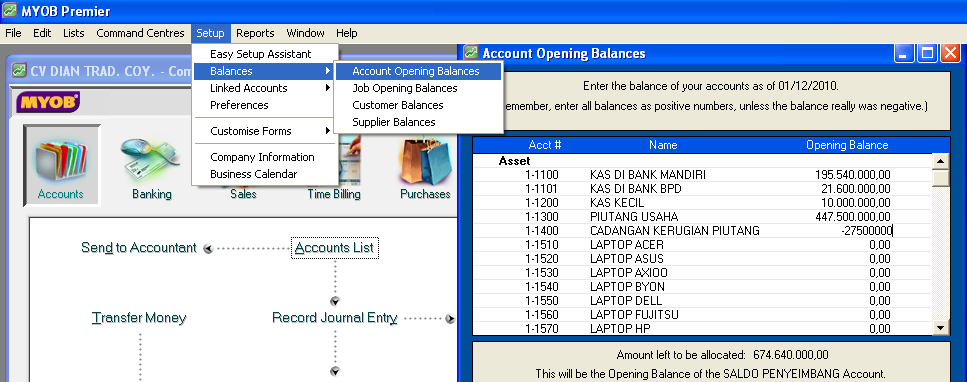 MYOB Premier
File Edit Lists Command Centres Setup Reports Window Help
Easy Setup Assistant
Balances
Linked Accounts
Preferences
Customise Forms
Company Information
Business Calendar
Account Opening Balances
Job Opening Balances
Customer Balances
Supplier Balances
CV DIAN TRAD. COY. - Com
MYOB
Accounts Banking Sales Time Billing Purchases
Send to Accountant Accounts List
Transfer Money Record Journal Entry
Account Opening Balances
Enter the balance of your accounts as of 01/12/2010.
emember, enter all balances as positive numbers, unless the balance really was negative.)
Acct # Name Opening Balance
Asset
1-1100 KAS DI BANK MANDIRI 195.540.000,00
1-1101 KAS DI BANK BPD 21.600.000,00
1-1200 KAS KECIL 10.000.000,00
1-1300 PIUTANG USAHA 447.500.000,00
1-1400 CADANGAN KERUGIAN PIUTANG -27500000
1-1510 LAPTOP ACER 0,00
1-1520 LAPTOP ASUS 0,00
1-1530 LAPTOP AXIOO 0,00
1-1540 LAPTOP BYON 0,00
1-1550 LAPTOP DELL 0,00
1-1560 LAPTOP FUJITSU 0,00
1-1570 LAPTOP HP 0,00
Amount left to be allocated: 674.640.000,00
This will be the Opening Balance of the SALDO PENYEIMBANG Account.